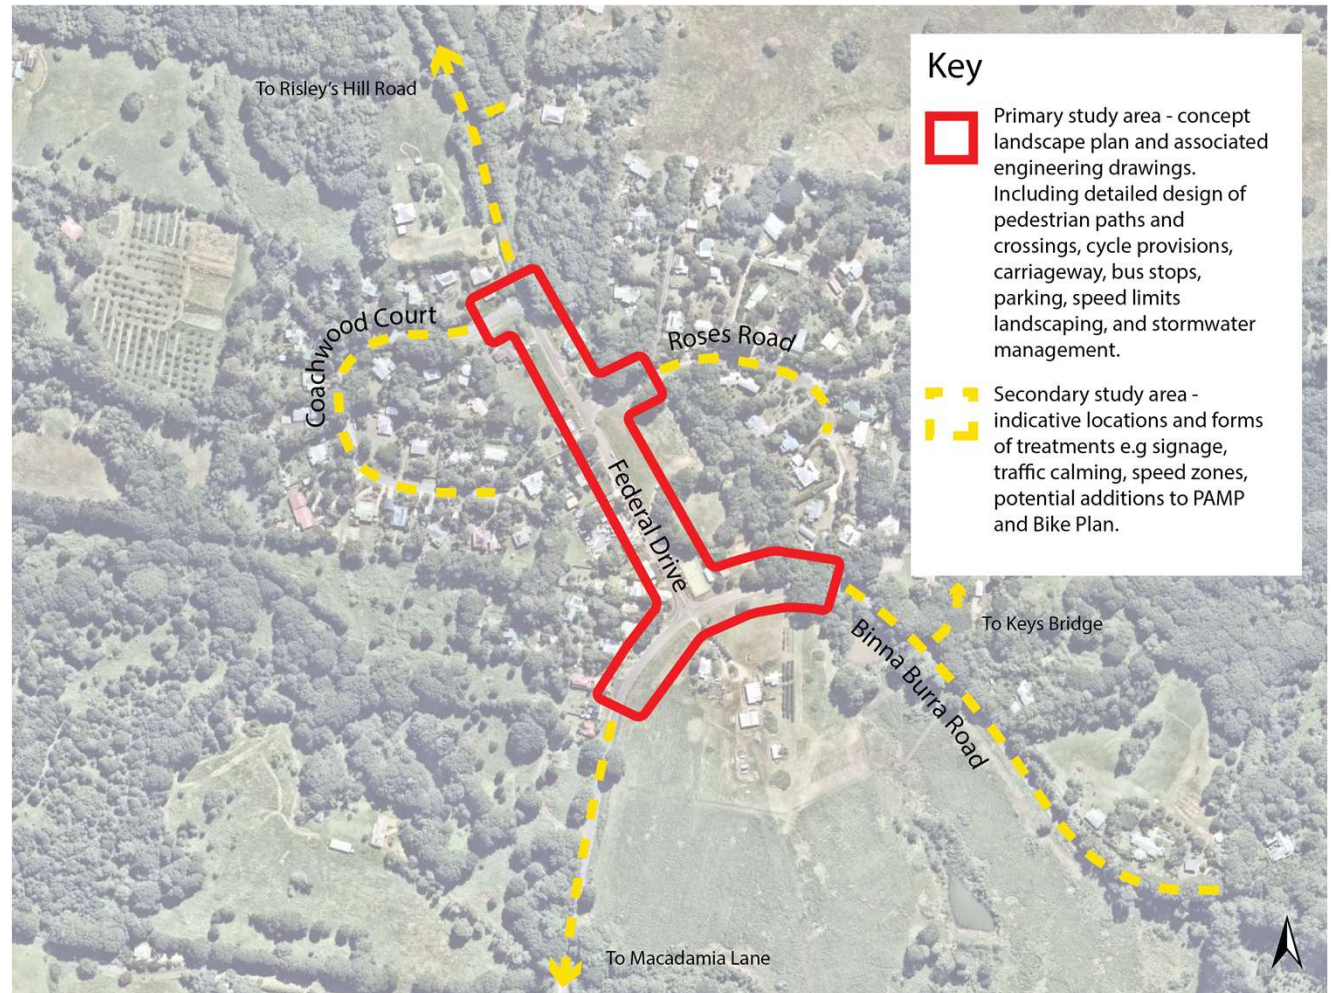 To Risley's Hill Road
Coachwood Court
Roses Road
Federal Drive
Binna Burra Road
To Keys Bridge
To Macadamia Lane
Key
Primary study area - concept
landscape plan and associated
engineering drawings.
Including detailed design of
pedestrian paths and
crossings, cycle provisions,
carriageway, bus stops,
parking, speed limits
landscaping, and stormwater
management.
Secondary study area -
indicative locations and forms
of treatments e.g signage,
traffic calming, speed zones,
potential additions to PAMP
and Bike Plan.